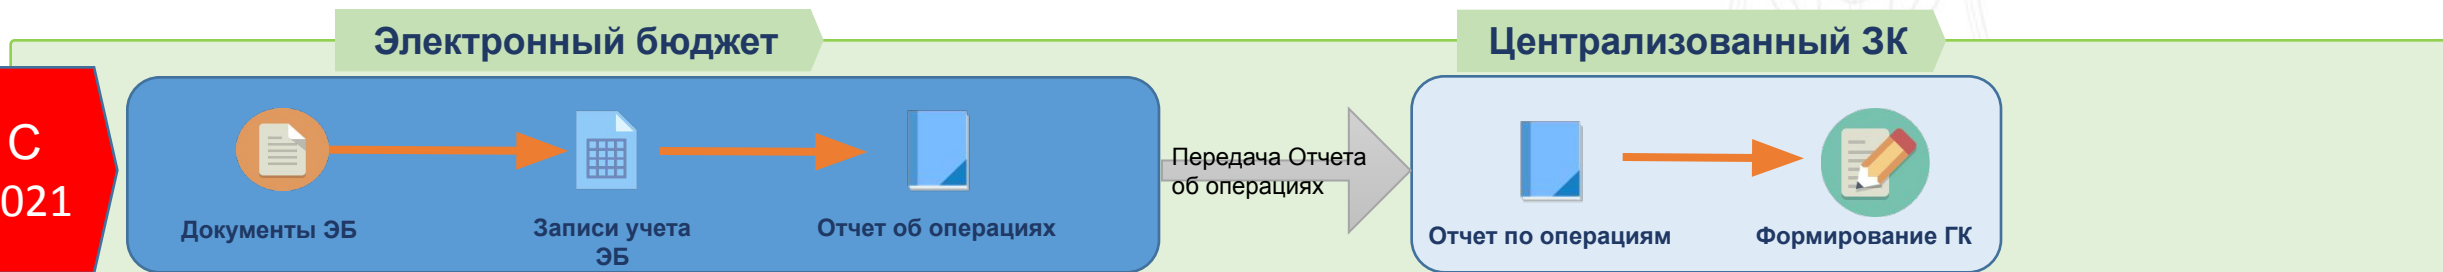 Электронный бюджет
Централизованный ЗК
С
021
Передача Отчета
об операциях
Документы ЭБ
Записи учета
ЭБ
Отчет об операциях
Отчет по операциям
Формирование ГК